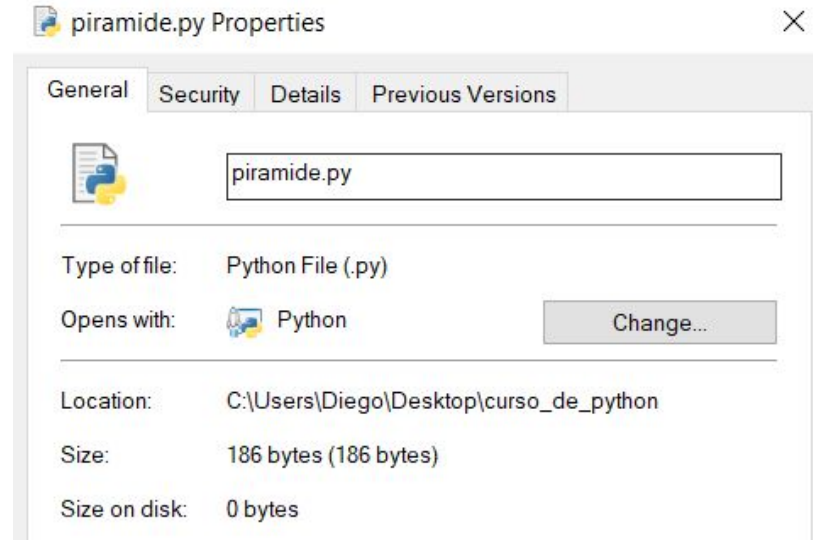 piramide.py Properties
General Security Details Previous Versions
piramide.py
Type of file: Python File (.py)
Opens with: Python Change...
Location: C:\Users\Diego\Desktop\curso_de_python
Size: 186 bytes (186 bytes)
Size on disk: 0 bytes